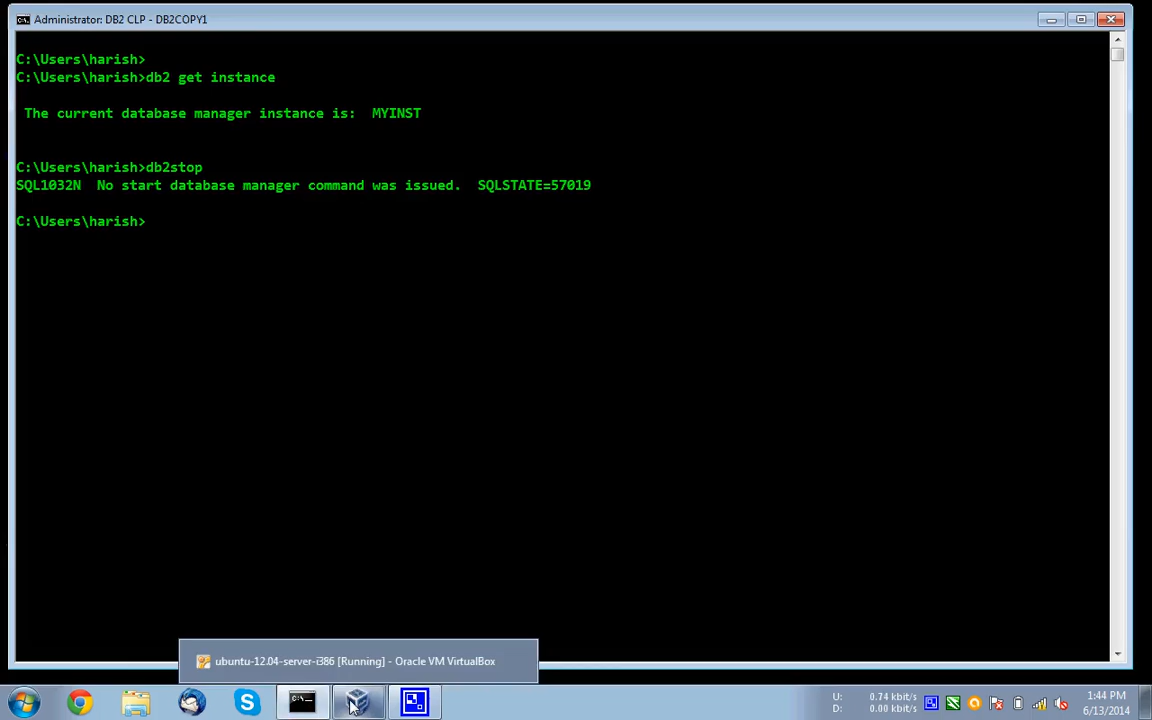 Administrator: DB2 CLP - DB2COPY1
C:\Users\harish>
C:\Users\harish>db2 get instance
The current database manager instance is:  MYINST
C:\Users\harish>db2stop
SQL1032N  No start database manager command was issued.  SQLSTATE=57019
C:\Users\harish>
ubuntu-12.04-server-i386 [Running] - Oracle VM VirtualBox
U: 0.74 kbit/s
D: 0.00 kbit/s
1:44 PM
6/13/2014